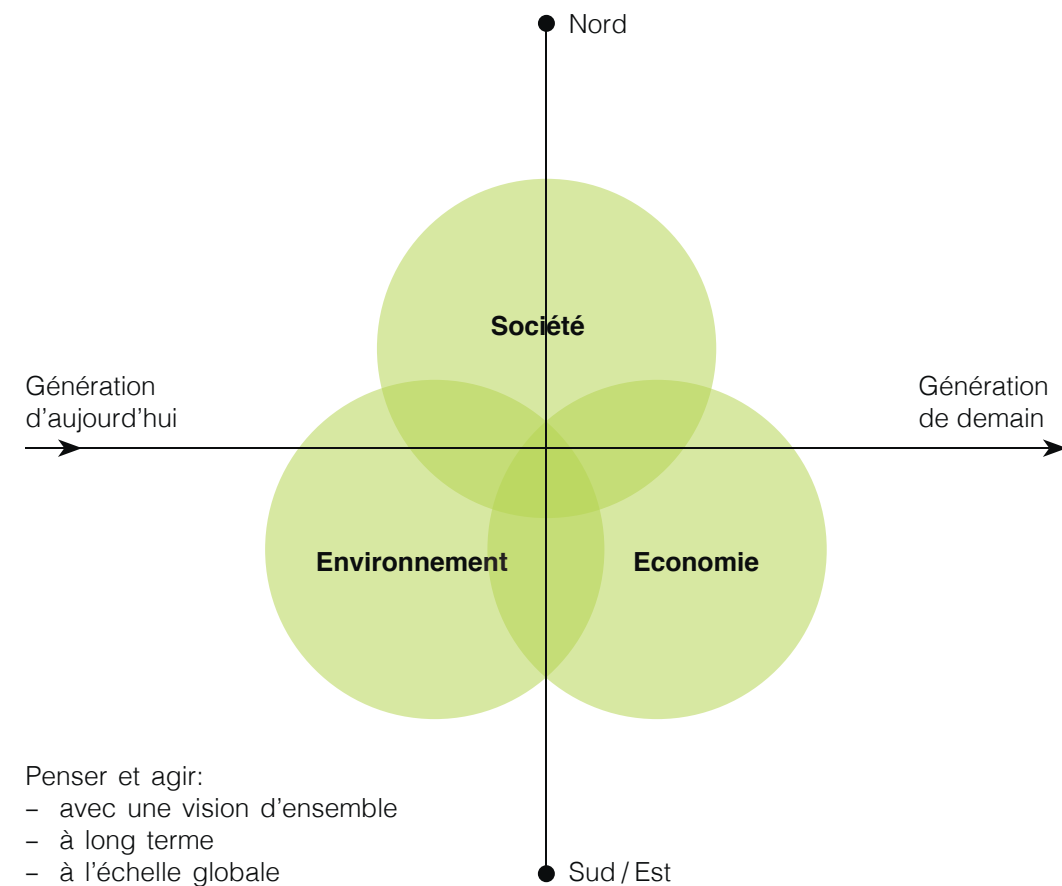 Nord
Société
Génération
d'aujourd'hui
Génération
de demain
Environnement
Economie
Penser et agir:
– avec une vision d'ensemble
– à long terme
– à l'échelle globale
Sud / Est